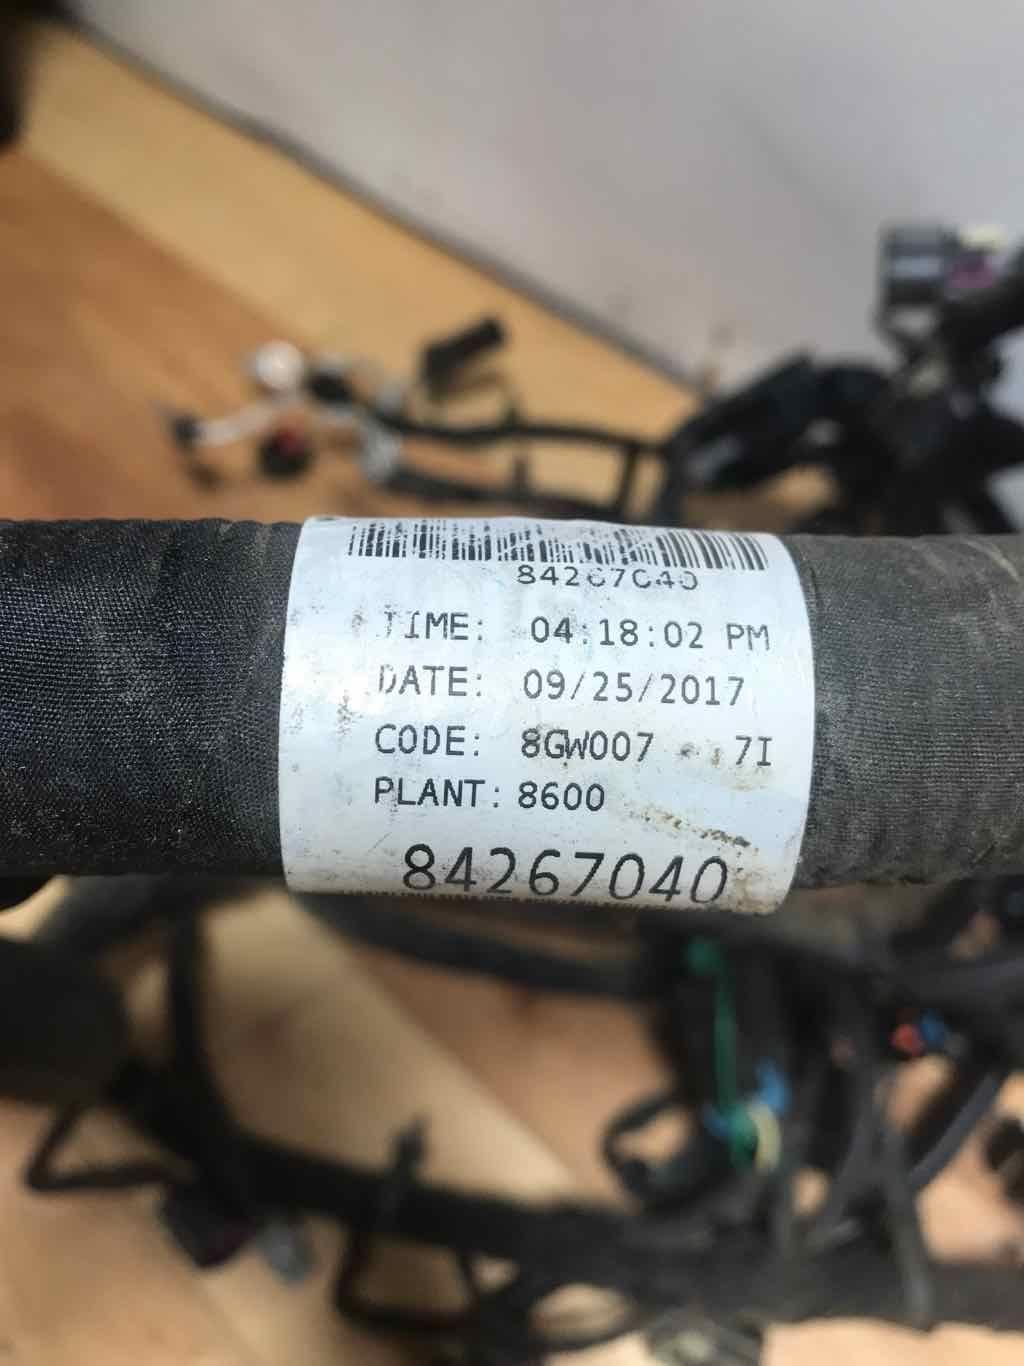 84267040
TIME: 04:18:02 PM
DATE: 09/25/2017
CODE: 8GW007 7I
PLANT: 8600
84267040